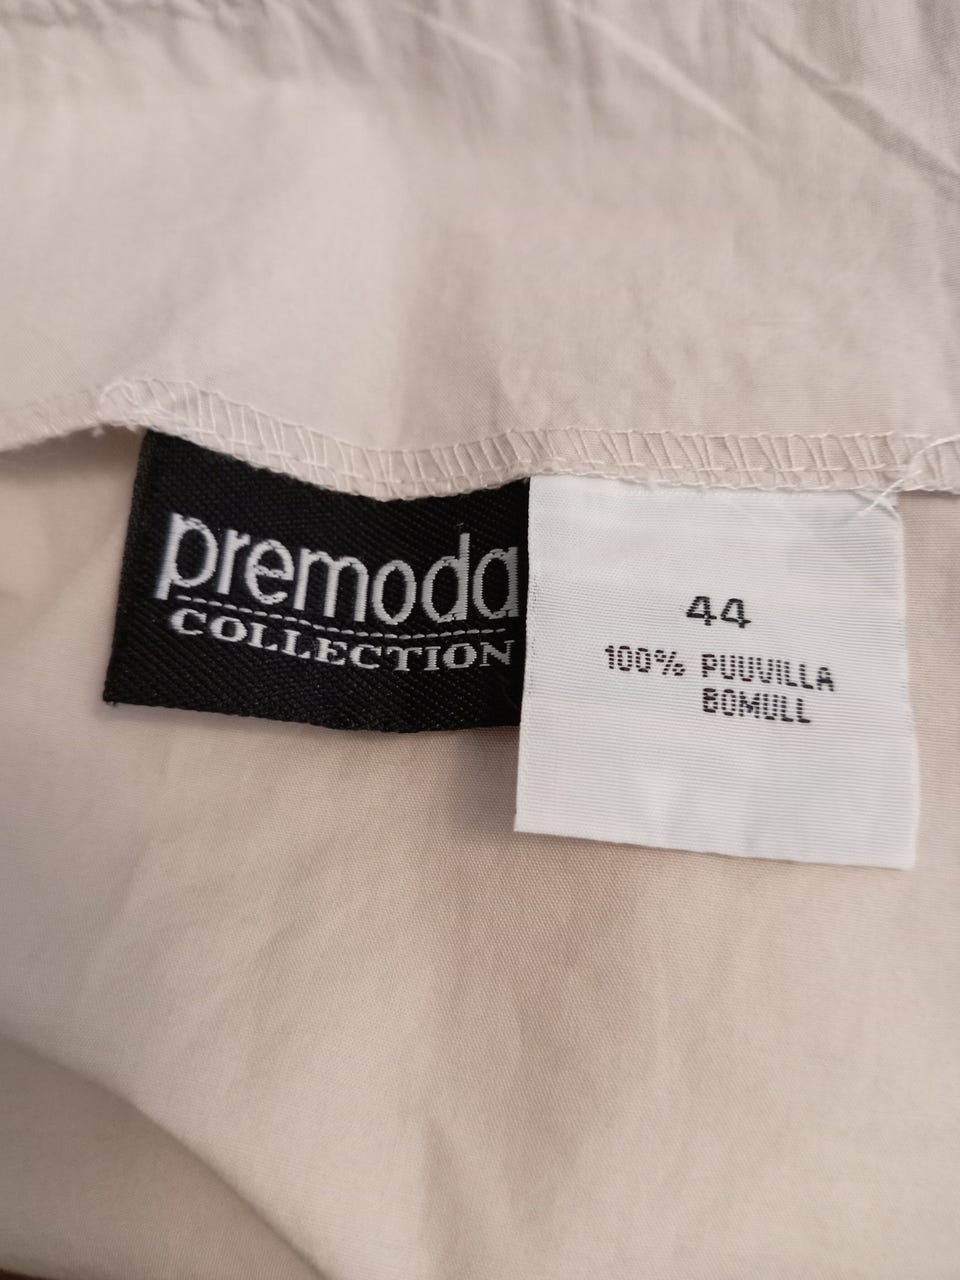 premoda
COLLECTION
44
100% PUUVILLA
BOMULL